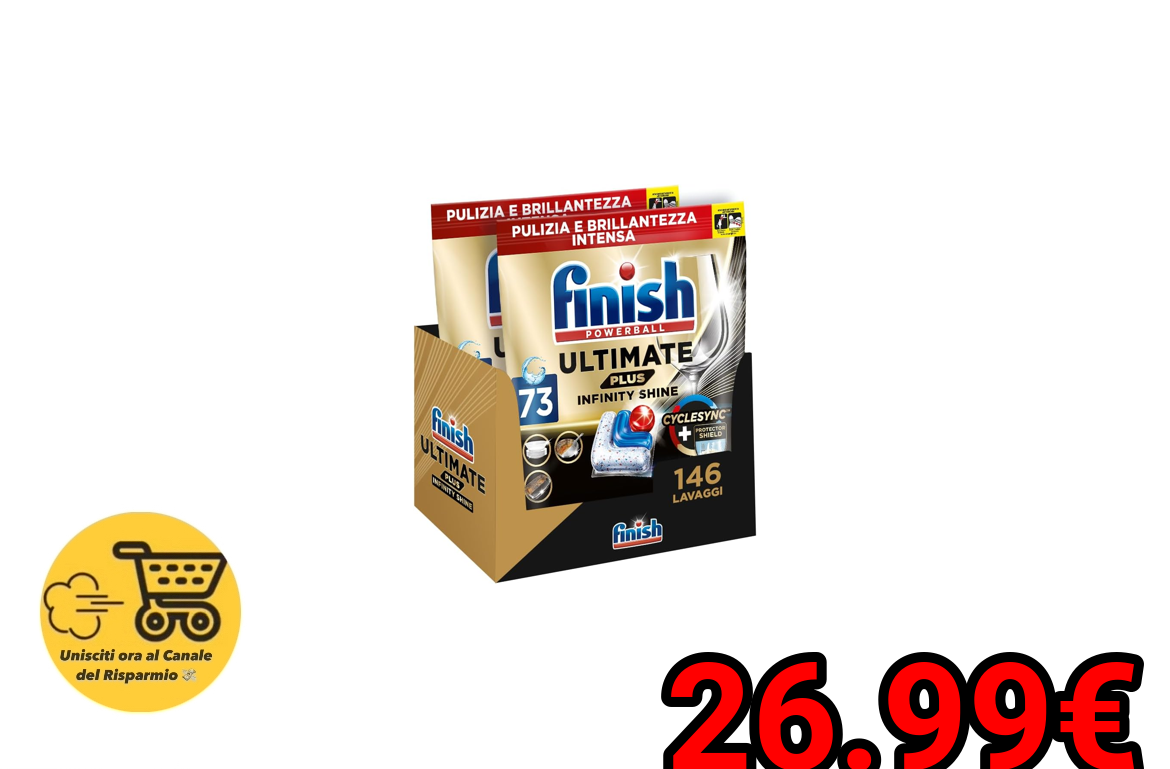 PULIZIA E BRILLANTEZZA
PULIZIA E BRILLANTEZZA
INTENSA
finish
POWERBALL
ULTIMATE
PLUS
INFINITY SHINE
73
CYCLESYNC
+ PROTECTOR
SHIELD
146
LAVAGGI
finish
ULTIMATE
PLUS
INFINITY SHINE
finish
Unisciti ora al Canale
del Risparmio 💸
26.99€